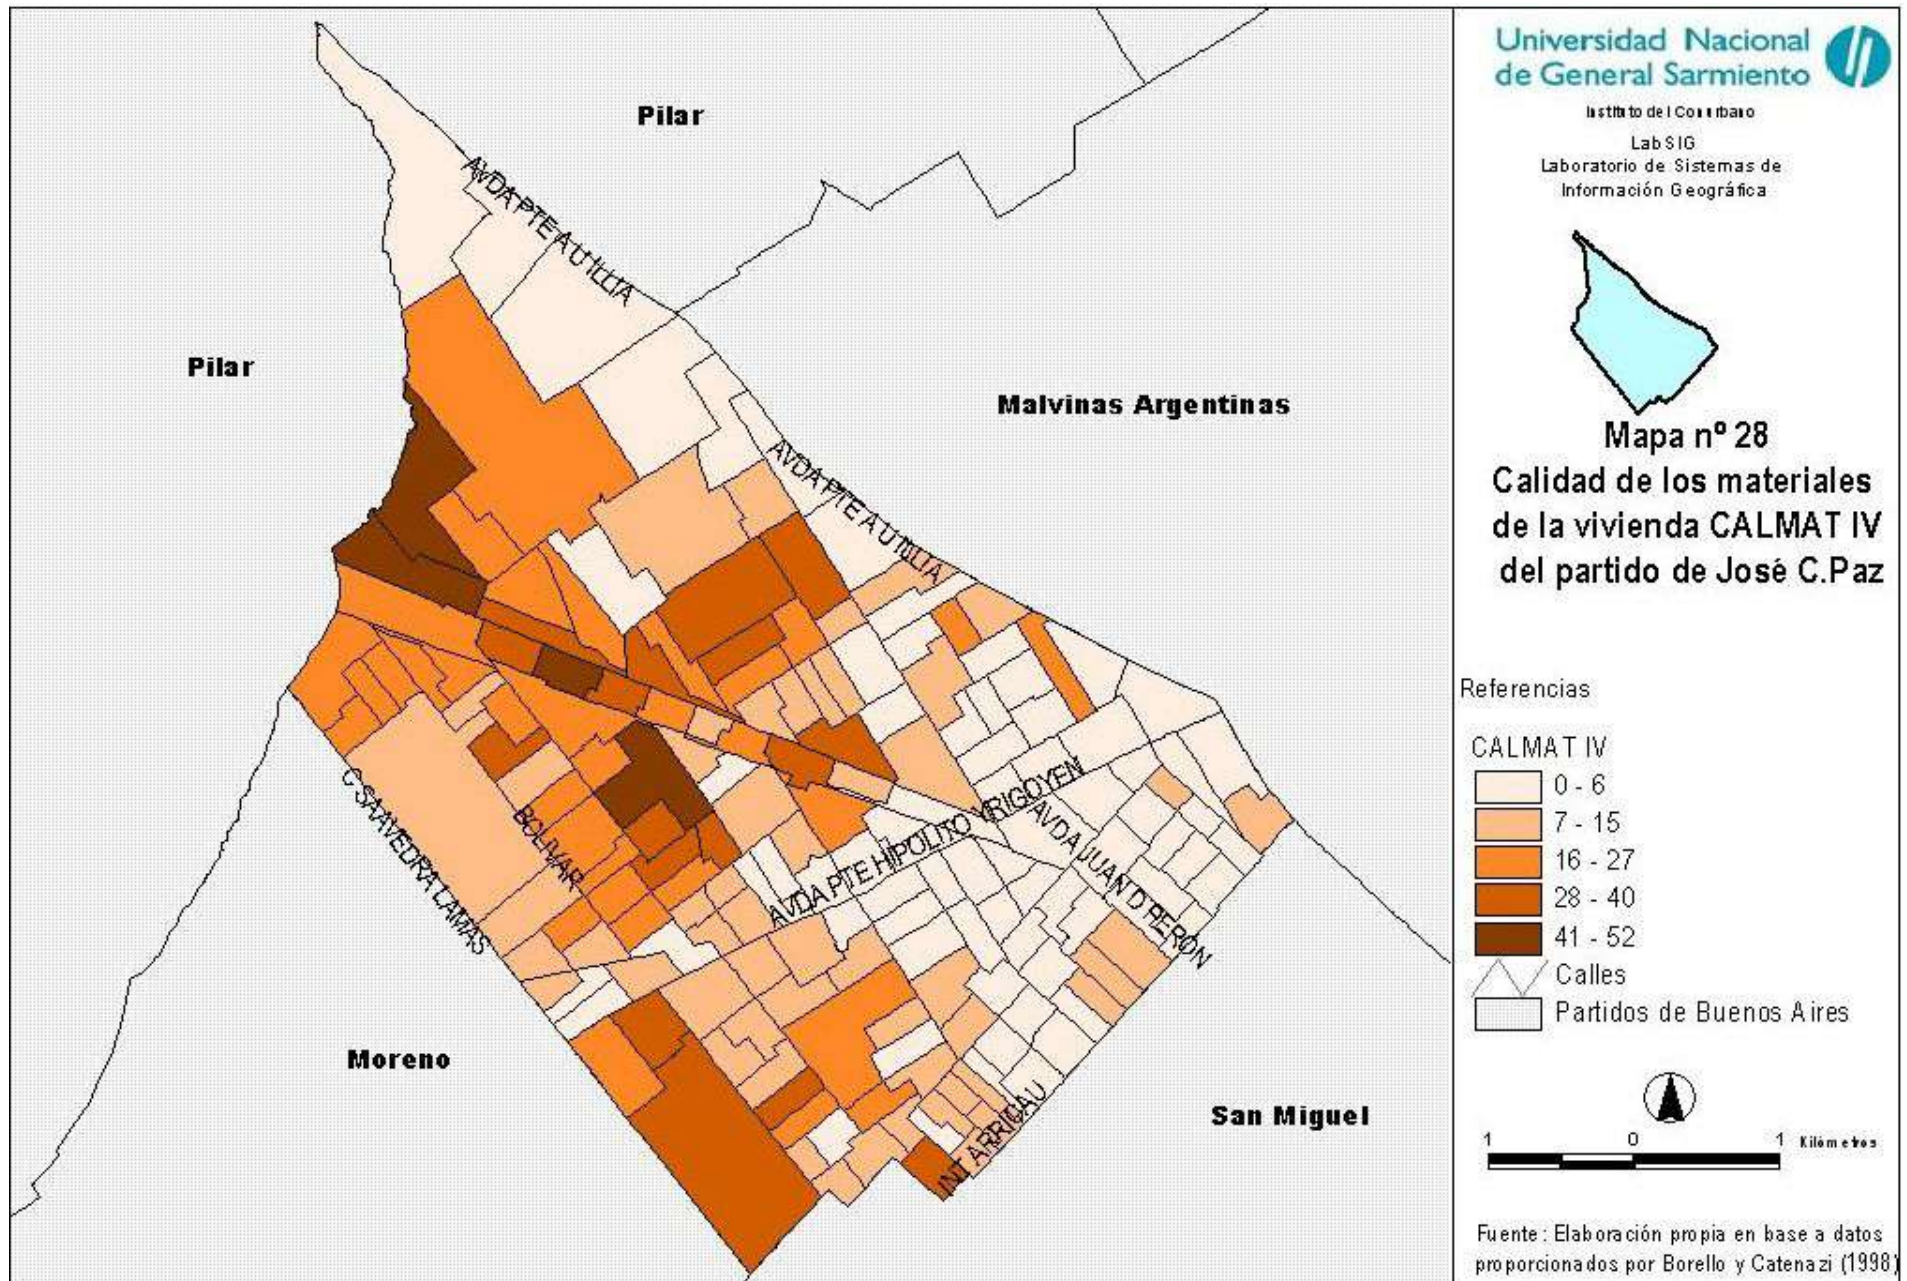 Pilar
Pilar
Malvinas Argentinas
Moreno
San Miguel
AVDA PTE A U ILLIA
AVDA PTE A U ILLIA
C SAAVEDRA LAMAS
BOLIVAR
AVDA PTE HIPOLITO YRIGOYEN
AVDA JUAN D PERON
INT ARRICAU
Universidad Nacional
de General Sarmiento
Instituto del Conurbano
LabSIG
Laboratorio de Sistemas de
Información Geográfica
Mapa nº 28
Calidad de los materiales
de la vivienda CALMAT IV
del partido de José C.Paz
Referencias
CALMAT IV
0 - 6
7 - 15
16 - 27
28 - 40
41 - 52
Calles
Partidos de Buenos Aires
1 0 1 Kilómetros
Fuente: Elaboración propia en base a datos
proporcionados por Borello y Catenazi (1998)